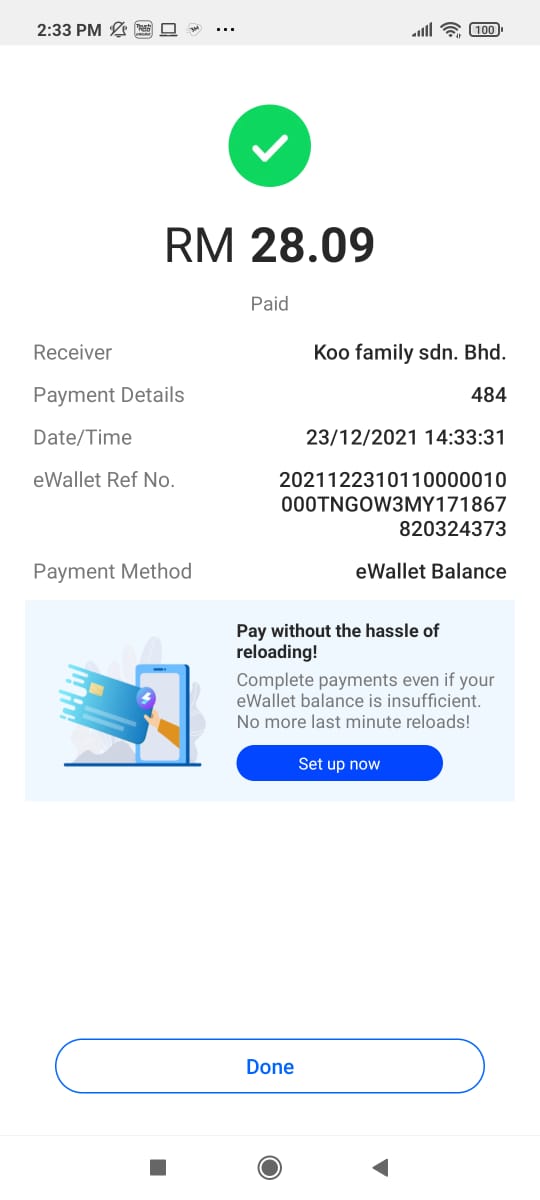 2:33 PM
100
RM 28.09
Paid
Receiver Koo family sdn. Bhd.
Payment Details 484
Date/Time 23/12/2021 14:33:31
eWallet Ref No. 2021122310110000010
000TNGOW3MY171867
820324373
Payment Method eWallet Balance
Pay without the hassle of
reloading!
Complete payments even if your
eWallet balance is insufficient.
No more last minute reloads!
Set up now
Done